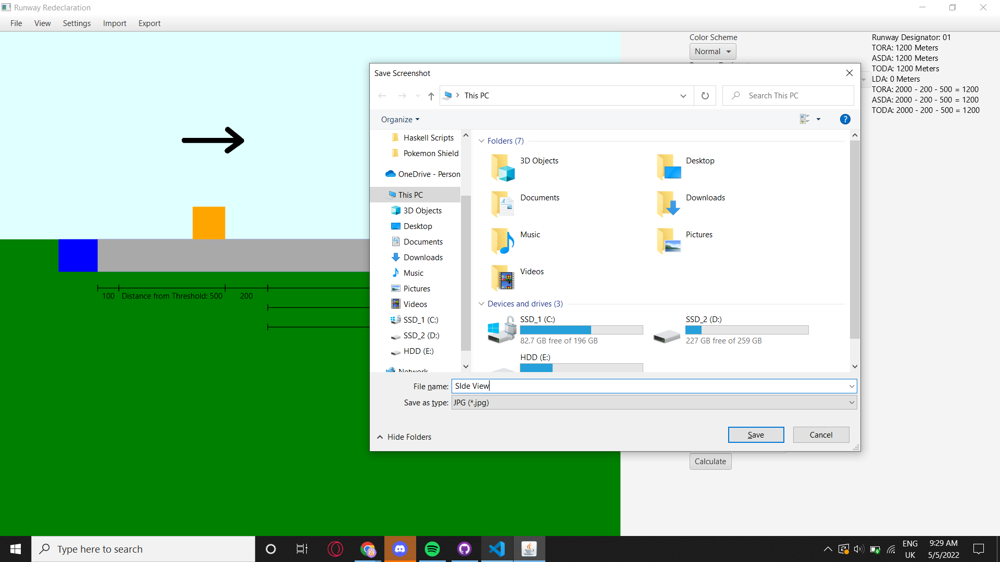 Runway Redeclaration
File View Settings Import Export
Color Scheme
Normal
Runway Designator: 01
TORA: 1200 Meters
ASDA: 1200 Meters
TODA: 1200 Meters
LDA: 0 Meters
TORA: 2000 - 200 - 500 = 1200
ASDA: 2000 - 200 - 500 = 1200
TODA: 2000 - 200 - 500 = 1200
100 Distance from Threshold: 500 200
Save Screenshot
This PC
Search This PC
Organize
?
Haskell Scripts
Pokemon Shield
OneDrive - Person
This PC
3D Objects
Desktop
Documents
Downloads
Music
Pictures
Videos
SSD_1 (C:)
SSD_2 (D:)
HDD (E:)
Network
Folders (7)
3D Objects
Desktop
Documents
Downloads
Music
Pictures
Videos
Devices and drives (3)
SSD_1 (C:)
82.7 GB free of 196 GB
SSD_2 (D:)
227 GB free of 259 GB
HDD (E:)
File name: SIde View
Save as type: JPG (*.jpg)
Hide Folders
Save
Cancel
Calculate
Type here to search
ENG
UK
9:29 AM
5/5/2022